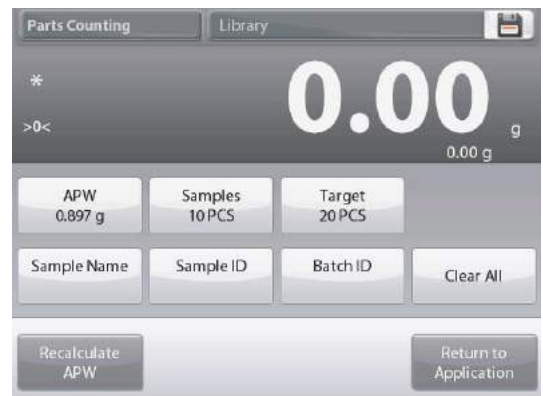 Parts Counting
Library
*
0.00 g
>0<
0.00 g
APW
0.897 g
Samples
10 PCS
Target
20 PCS
Sample Name
Sample ID
Batch ID
Clear All
Recalculate
APW
Return to
Application